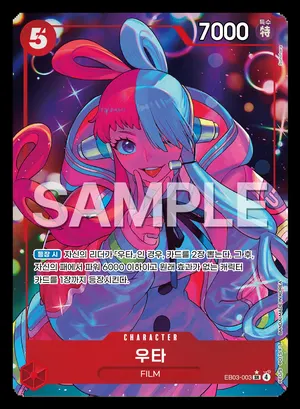 5
7000
특수
特
SAMPLE
등장 시 자신의 리더가 「우타」인 경우, 카드를 2장 뽑는다. 그 후,
자신의 패에서 파워 6000 이하이고 원래 효과가 없는 캐릭터
카드를 1장까지 등장시킨다.
CHARACTER
우타
FILM
EB03-003 SR 4